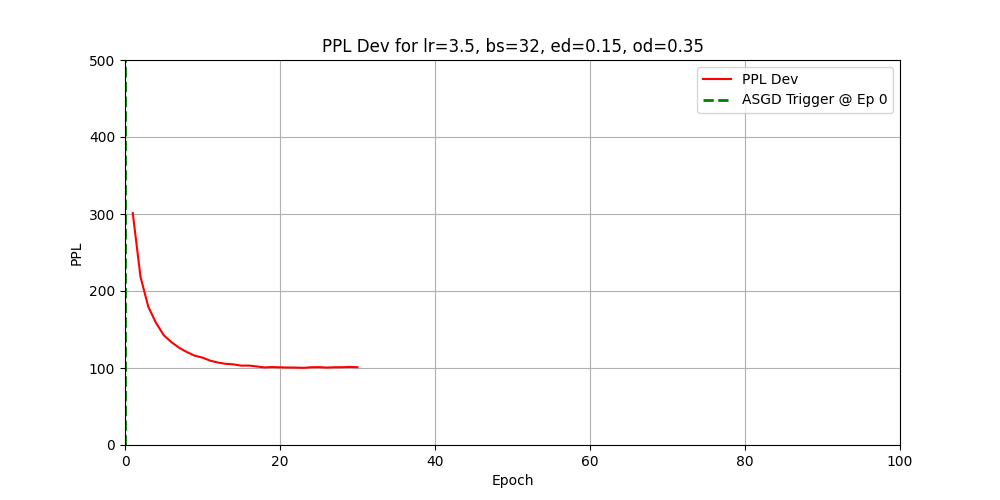 PPL Dev for lr=3.5, bs=32, ed=0.15, od=0.35
PPL Dev
ASGD Trigger @ Ep 0
500
400
300
200
100
0
PPL
0 20 40 60 80 100
Epoch